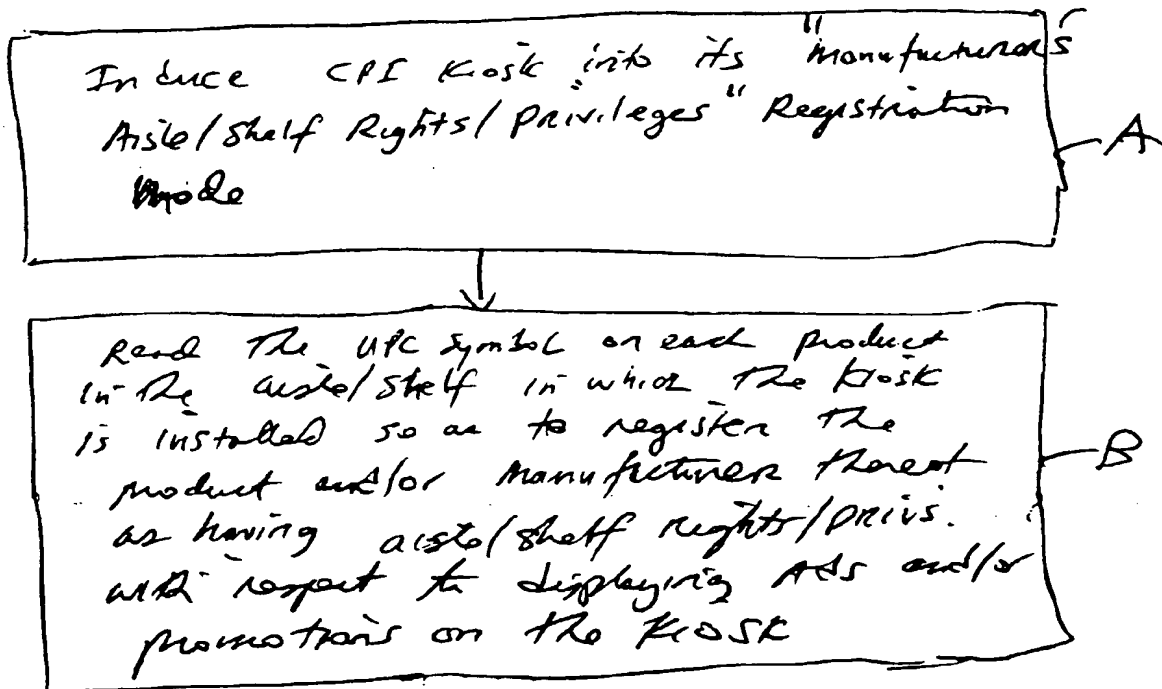 Induce CPI Kiosk into its "Manufacturer's
Aisle/Shelf Rights/Privileges" Registration
Mode
A
Read the UPC symbol on each product
in the aisle/shelf in which the kiosk
is installed so as to register the
product and/or Manufacturer thereof
as having aisle/shelf rights/privs.
with respect to displaying Ads and/or
promotions on the Kiosk
B